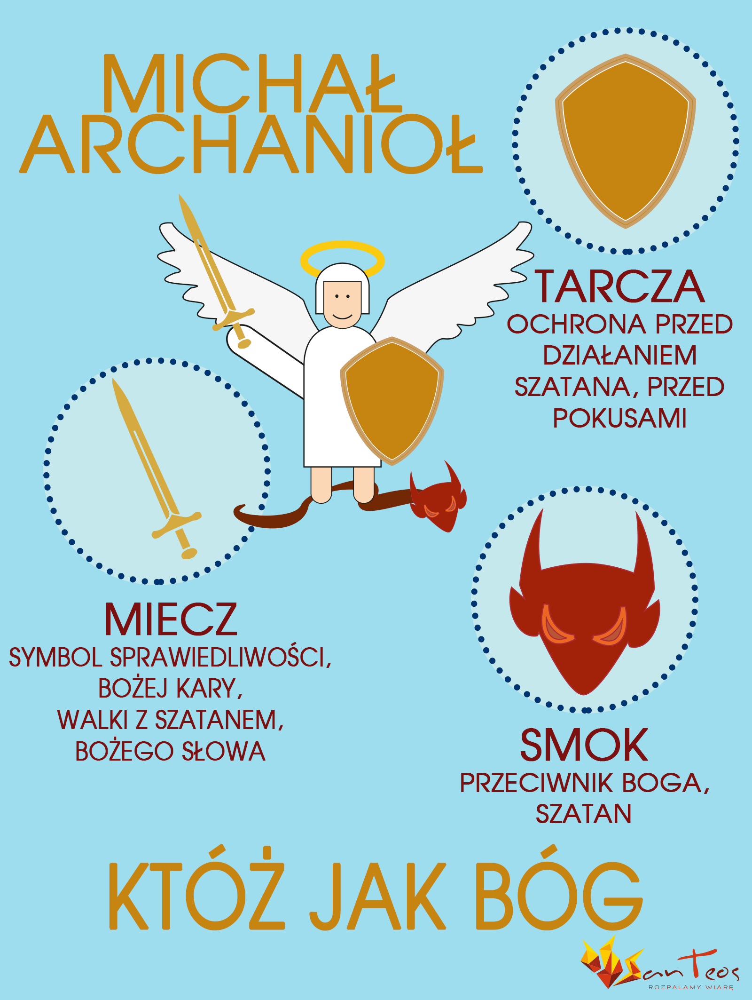 MICHAŁ
ARCHANIOŁ
TARCZA
OCHRONA PRZED
DZIAŁANIEM
SZATANA, PRZED
POKUSAMI
MIECZ
SYMBOL SPRAWIEDLIWOŚCI,
BOŻEJ KARY,
WALKI Z SZATANEM,
BOŻEGO SŁOWA
SMOK
PRZECIWNIK BOGA,
SZATAN
KTÓŻ JAK BÓG
SanTeos
ROZPALAMY WIARĘ